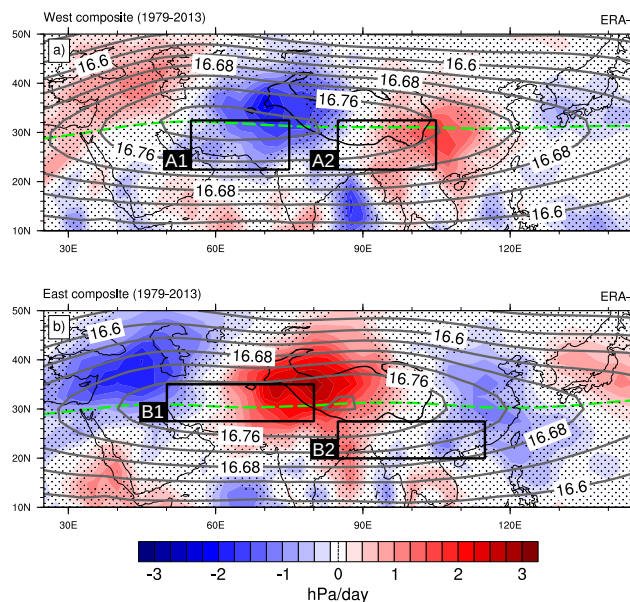 West composite (1979-2013) ERA-
50N
a)
16.6 16.68 16.6
40N
16.76
30N
16.76 A1 A2 16.68
20N
16.68 16.6
10N
30E 60E 90E 120E
East composite (1979-2013) ERA-
50N
b)
16.6 16.68 16.6
40N
16.76
30N
B1
16.76 B2 16.68
20N
16.68 16.6
10N
30E 60E 90E 120E
-3 -2 -1 0 1 2 3
hPa/day